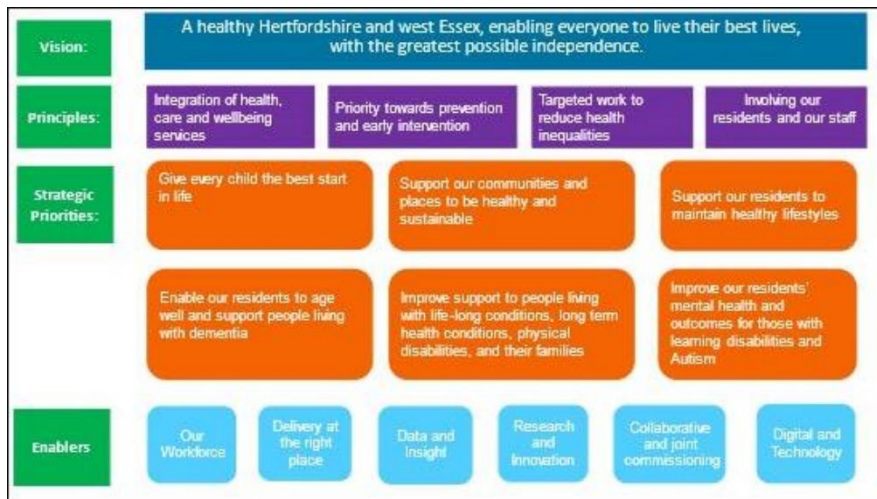 Vision:
A healthy Hertfordshire and west Essex, enabling everyone to live their best lives,
with the greatest possible independence.
Principles:
Integration of health,
care and wellbeing
services
Priority towards prevention
and early intervention
Targeted work to
reduce health
inequalities
Involving our
residents and our staff
Strategic
Priorities:
Give every child the best start
in life
Support our communities and
places to be healthy and
sustainable
Support our residents to
maintain healthy lifestyles
Enable our residents to age
well and support people living
with dementia
Improve support to people living
with life-long conditions, long term
health conditions, physical
disabilities, and their families
Improve our residents'
mental health and
outcomes for those with
learning disabilities and
Autism
Enablers
Our
Workforce
Delivery at
the right
place
Data and
Insight
Research
and
Innovation
Collaborative
and joint
commissioning
Digital and
Technology